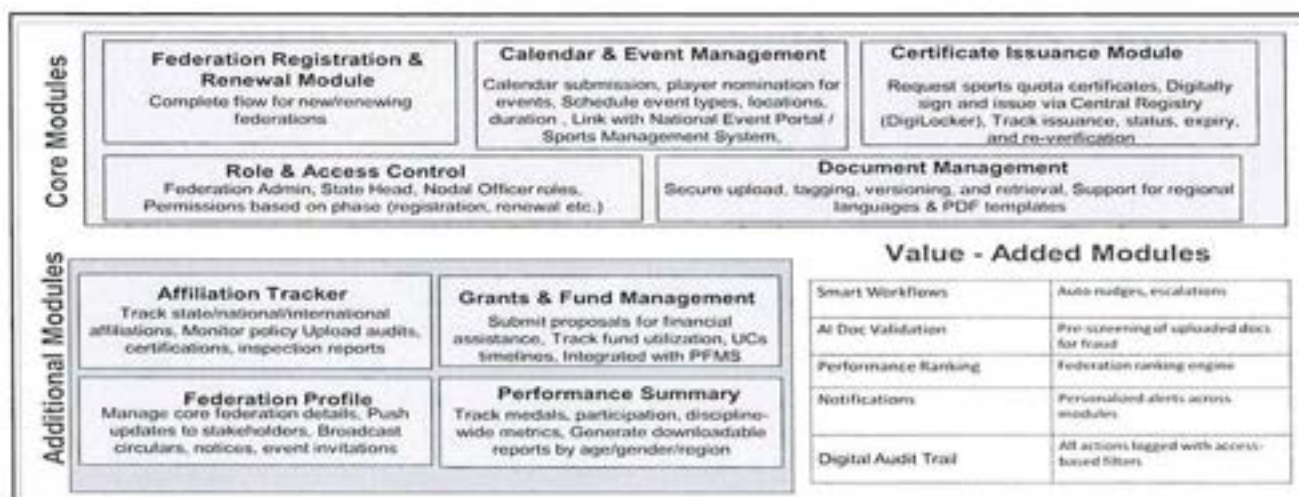 Core Modules
Federation Registration &
Renewal Module
Complete flow for new/renewing
federations
Calendar & Event Management
Calendar submission, player nomination for
events, Schedule event types, locations,
duration , Link with National Event Portal /
Sports Management System,
Certificate Issuance Module
Request sports quota certificates, Digitally
sign and issue via Central Registry
(DigiLocker), Track issuance, status, expiry,
and re-verification
Role & Access Control
Federation Admin, State Head, Nodal Officer roles,
Permissions based on phase (registration, renewal etc.)
Document Management
Secure upload, tagging, versioning, and retrieval, Support for regional
languages & PDF templates
Additional Modules
Affiliation Tracker
Track state/national/international
affiliations, Monitor policy Upload audits,
certifications, inspection reports
Grants & Fund Management
Submit proposals for financial
assistance, Track fund utilization, UCs
timelines, Integrated with PFMS
Federation Profile
Manage core federation details, Push
updates to stakeholders, Broadcast
circulars, notices, event invitations
Performance Summary
Track medals, participation, discipline-
wide metrics, Generate downloadable
reports by age/gender/region
Value - Added Modules
Smart Workflows
Auto nudges, escalations
AI Doc Validation
Pre-screening of uploaded docs
for fraud
Performance Ranking
Federation ranking engine
Notifications
Personalized alerts across
modules
Digital Audit Trail
All actions logged with access-
based filters